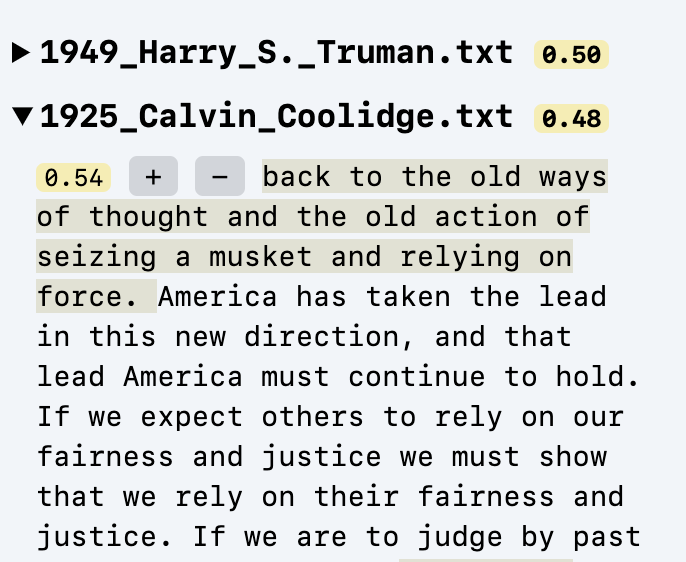 ▶ 1949_Harry_S._Truman.txt 0.50
▼ 1925_Calvin_Coolidge.txt 0.48
0.54 + − back to the old ways
of thought and the old action of
seizing a musket and relying on
force. America has taken the lead
in this new direction, and that
lead America must continue to hold.
If we expect others to rely on our
fairness and justice we must show
that we rely on their fairness and
justice. If we are to judge by past